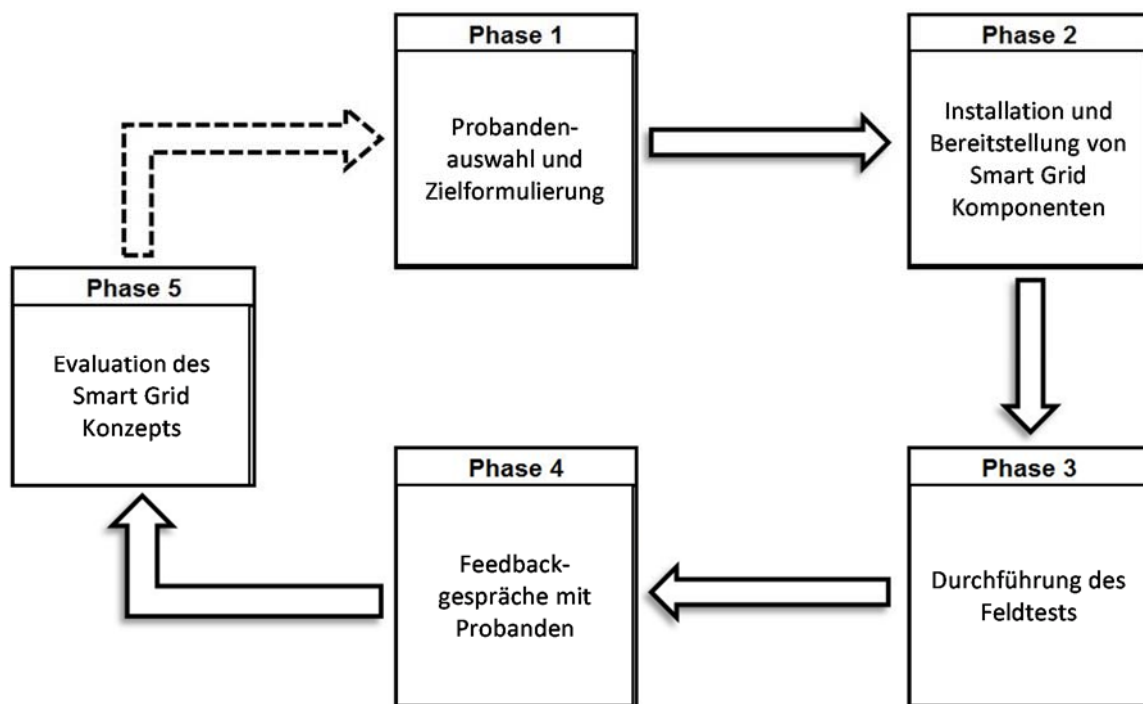 Phase 1
Probanden-
auswahl und
Zielformulierung
Phase 2
Installation und
Bereitstellung von
Smart Grid
Komponenten
Phase 3
Durchführung des
Feldtests
Phase 4
Feedback-
gespräche mit
Probanden
Phase 5
Evaluation des
Smart Grid
Konzepts